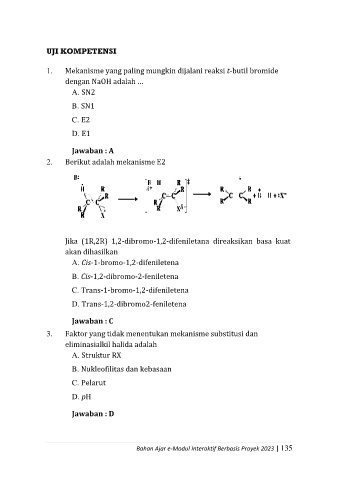 UJI KOMPETENSI
1. Mekanisme yang paling mungkin dijalani reaksi t-butil bromide
dengan NaOH adalah ...
A. SN2
B. SN1
C. E2
D. E1
Jawaban : A
2. Berikut adalah mekanisme E2
Jika (1R,2R) 1,2-dibromo-1,2-difeniletana direaksikan basa kuat
akan dihasilkan
A. Cis-1-bromo-1,2-difeniletena
B. Cis-1,2-dibromo-2-feniletena
C. Trans-1-bromo-1,2-difeniletena
D. Trans-1,2-dibromo2-feniletena
Jawaban : C
3. Faktor yang tidak menentukan mekanisme substitusi dan
eliminasialkil halida adalah
A. Struktur RX
B. Nukleofilitas dan kebasaan
C. Pelarut
D. pH
Jawaban : D
Bahan Ajar e-Modul Interaktif Berbasis Proyek 2023 | 135